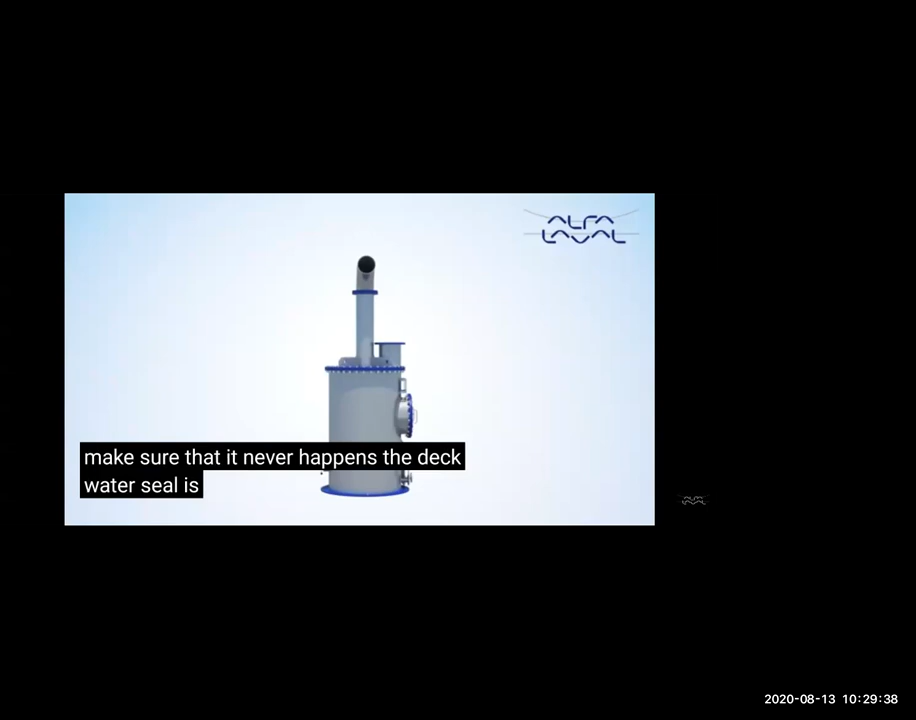 ALFA
LAVAL
make sure that it never happens the deck
water seal is
2020-08-13 10:29:38